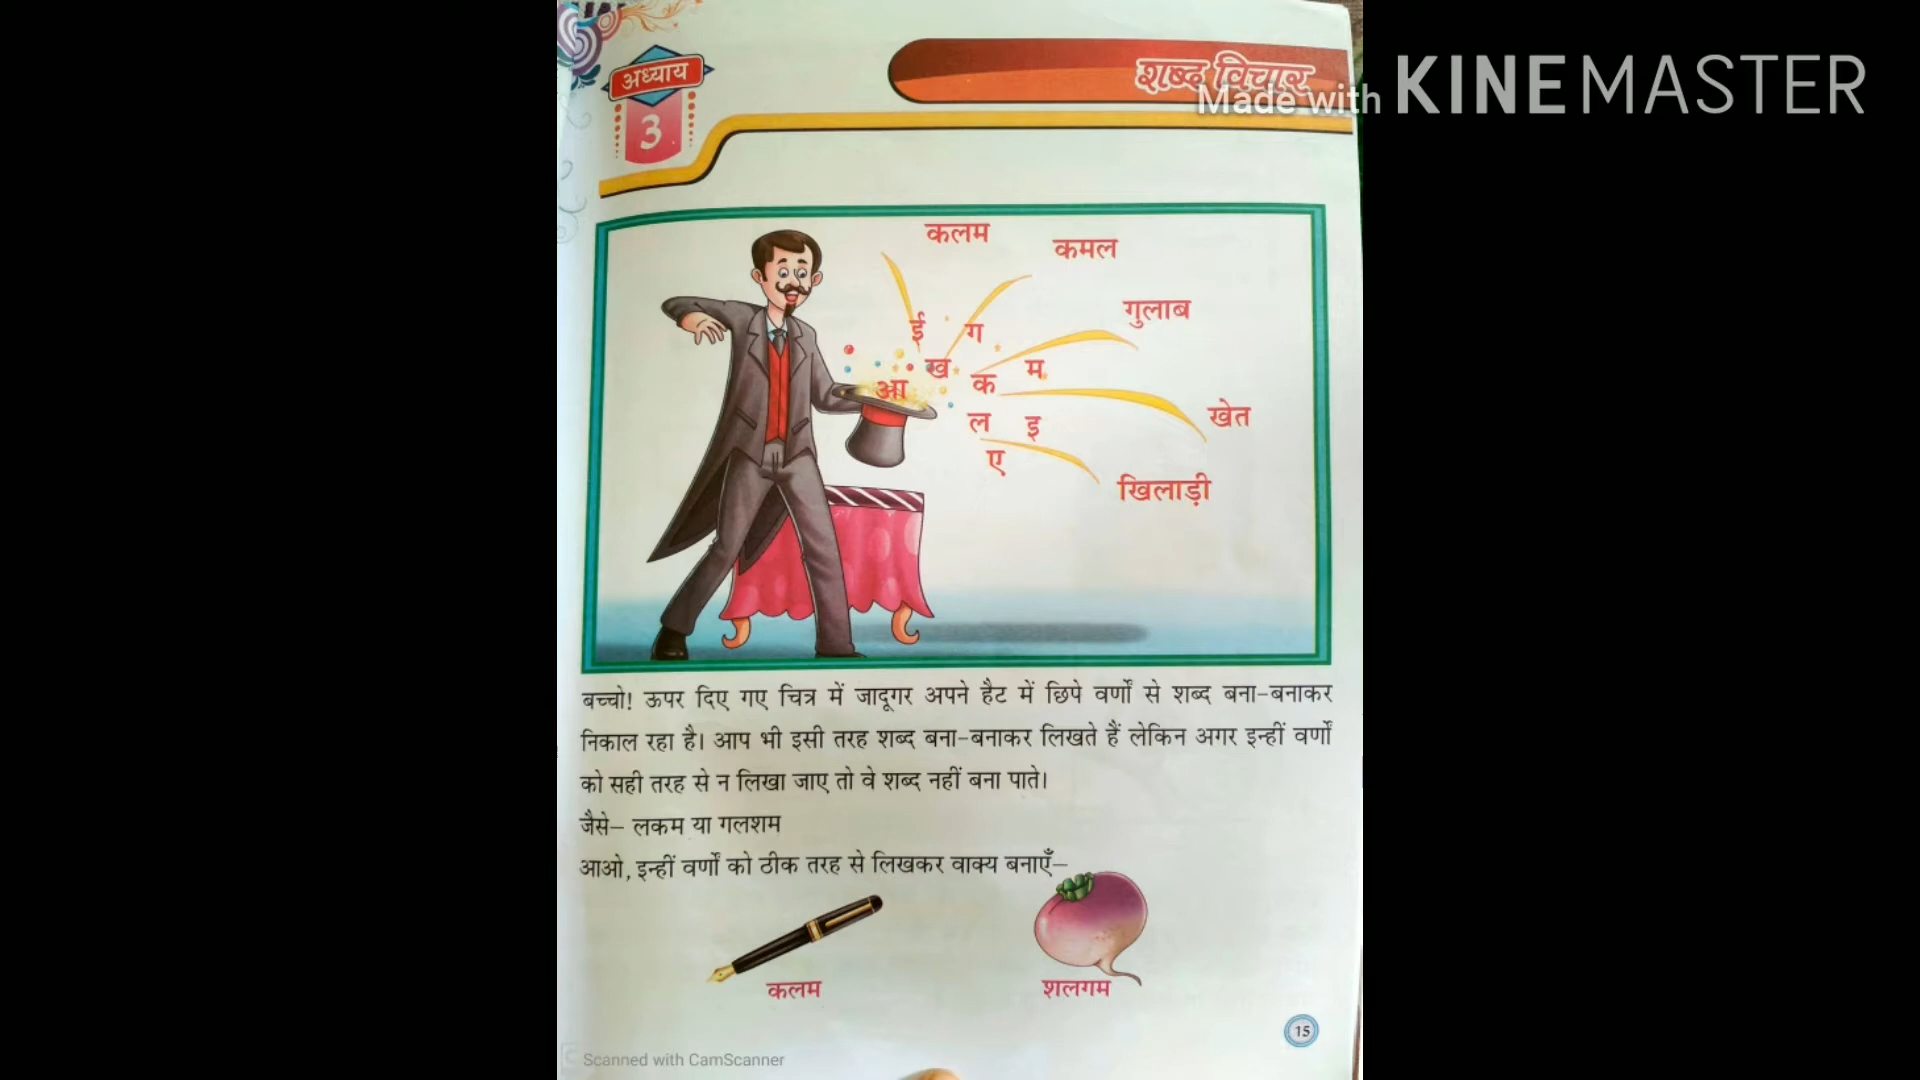 अध्याय
3
शब्द विचार
Made with KINEMASTER
कलम
कमल
गुलाब
ई ग
ख
म
आ
क
ल इ
खेत
ए
खिलाड़ी
बच्चो! ऊपर दिए गए चित्र में जादूगर अपने हैट में छिपे वर्णों से शब्द बना-बनाकर
निकाल रहा है। आप भी इसी तरह शब्द बना-बनाकर लिखते हैं लेकिन अगर इन्हीं वर्णों
को सही तरह से न लिखा जाए तो वे शब्द नहीं बना पाते।
जैसे– लकम या गलशम
आओ, इन्हीं वर्णों को ठीक तरह से लिखकर वाक्य बनाएँ–
कलम
शलगम
15
Scanned with CamScanner